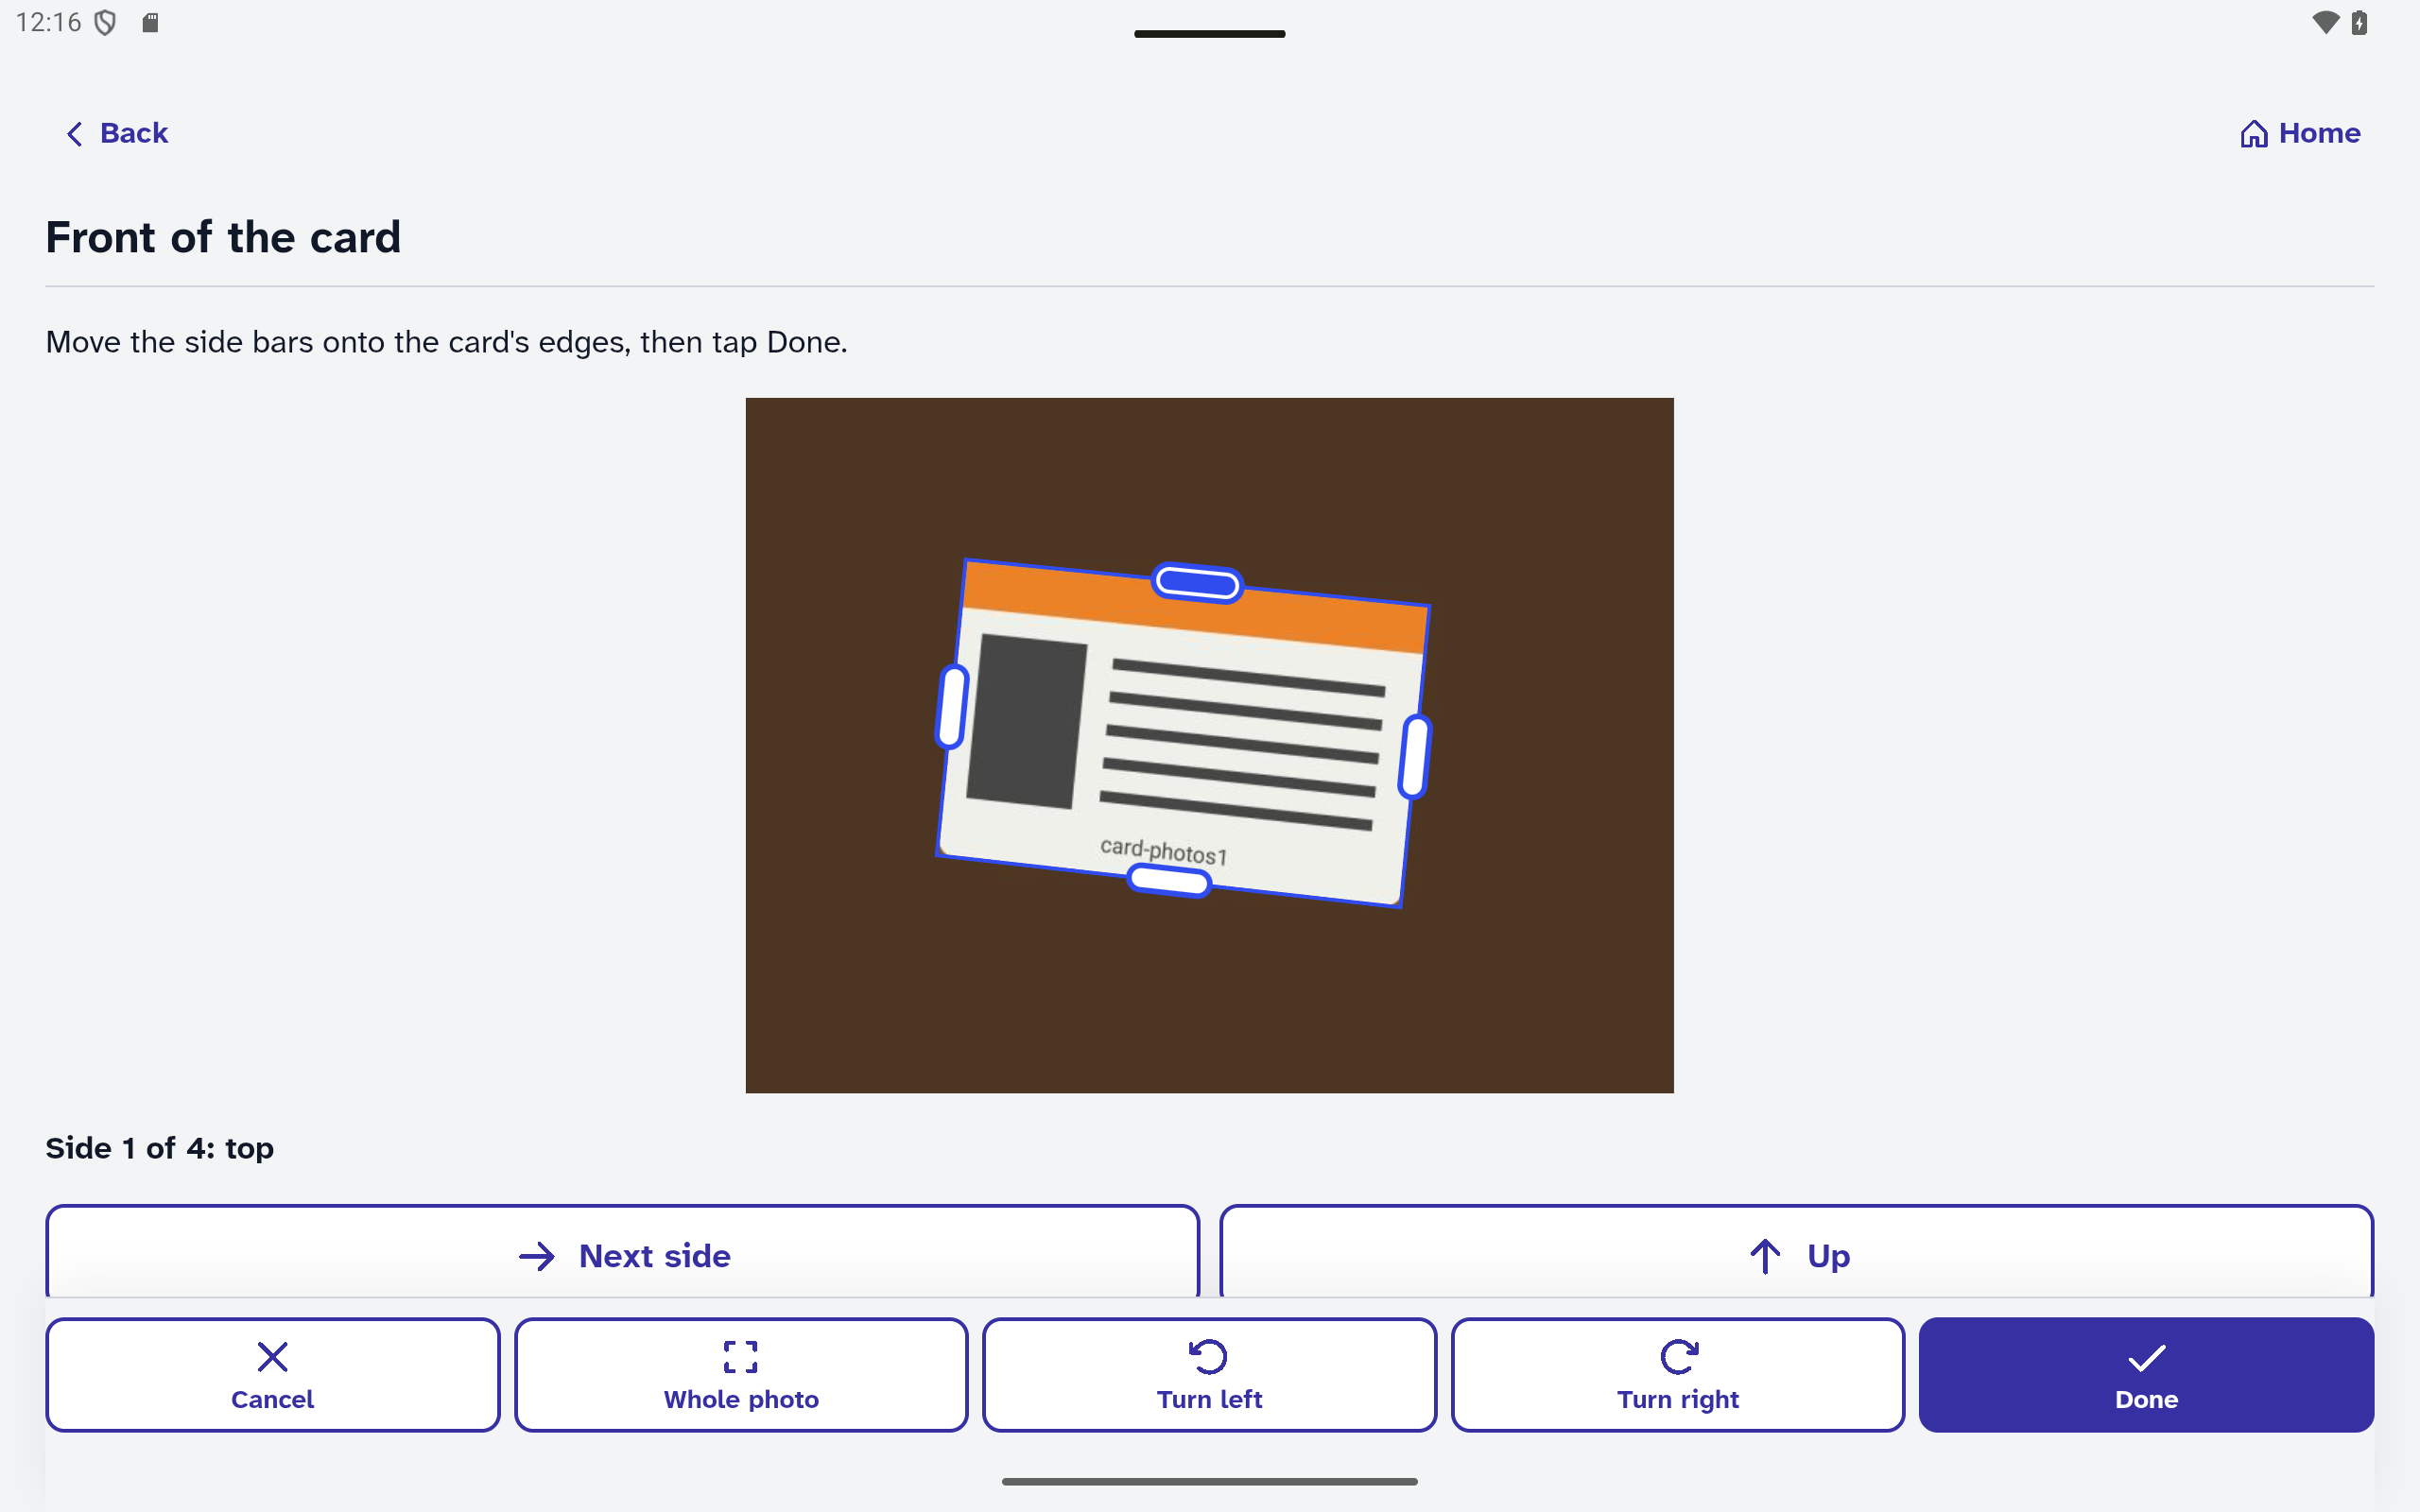 12:16
Back
Home
Front of the card
Move the side bars onto the card's edges, then tap Done.
card-photos1
Side 1 of 4: top
Next side
Up
Cancel
Whole photo
Turn left
Turn right
Done